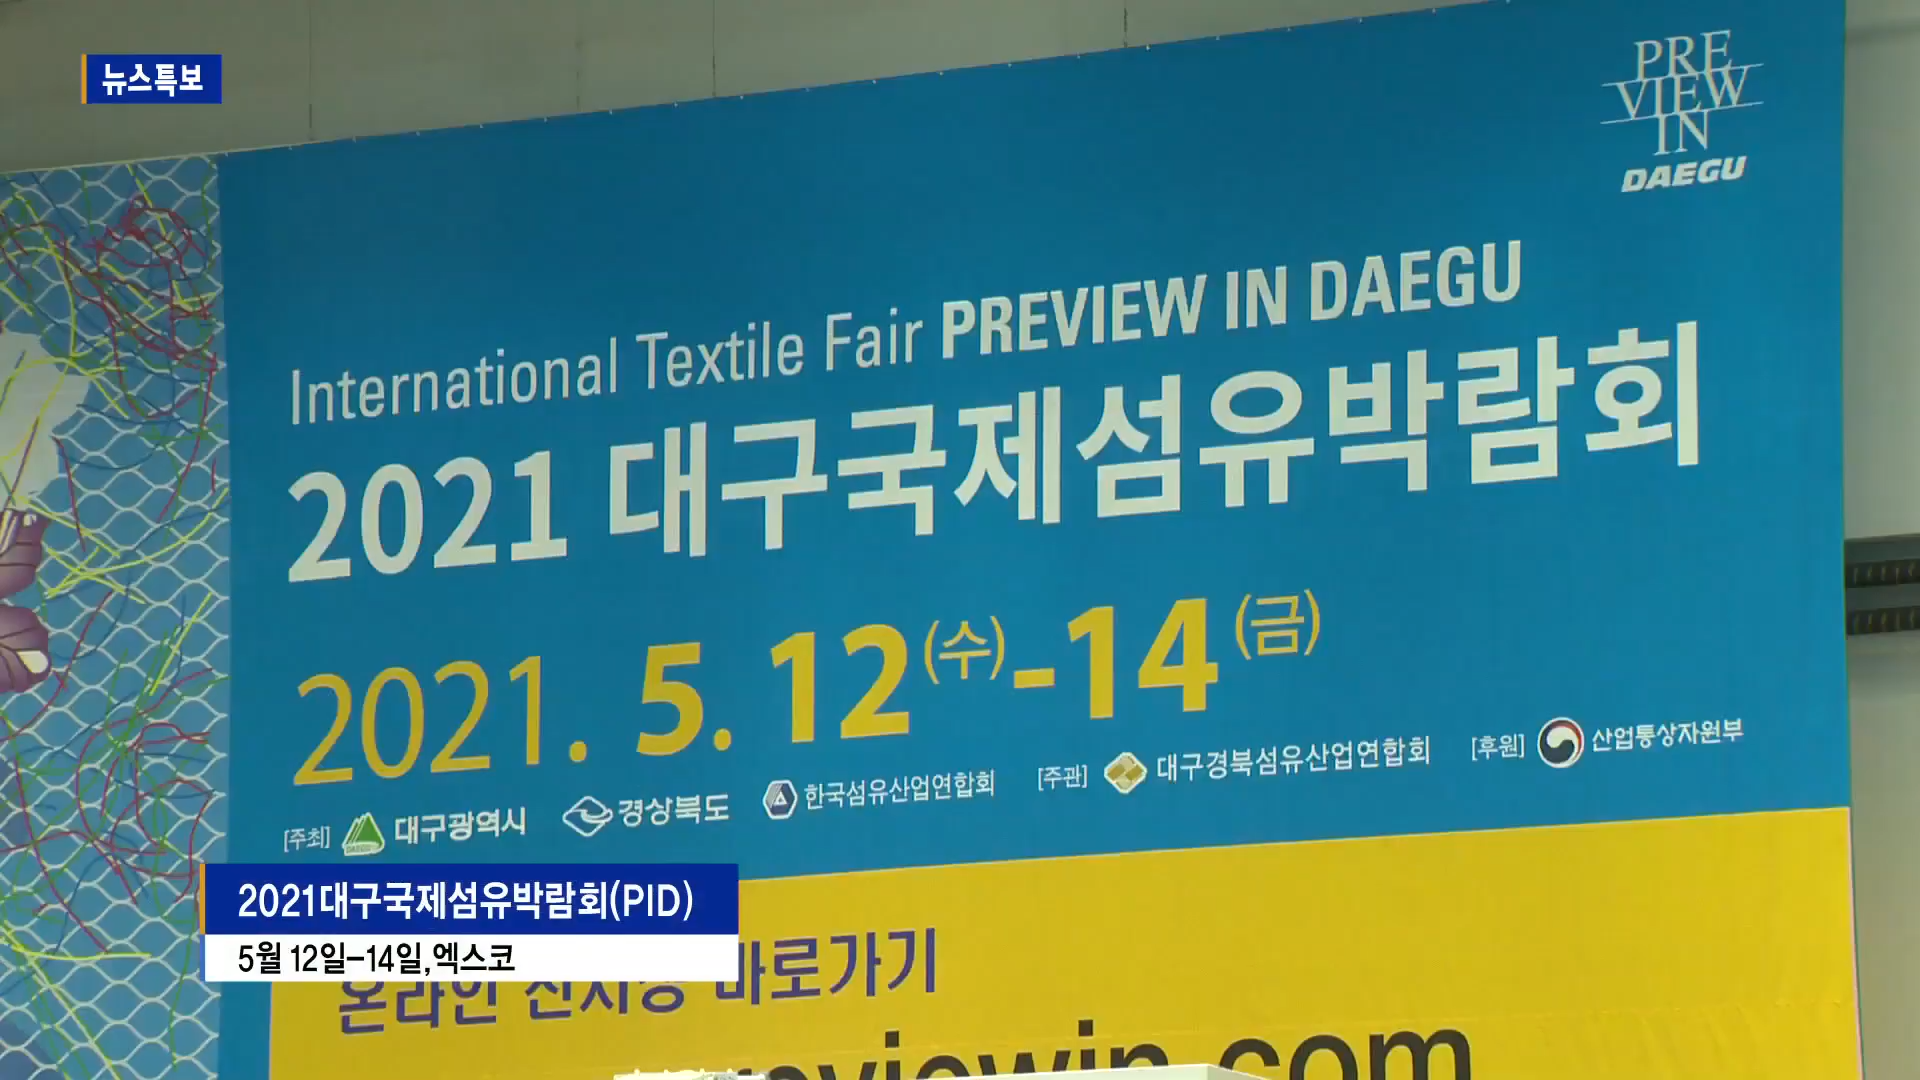 뉴스특보
PRE
VIEW
IN
DAEGU
International Textile Fair PREVIEW IN DAEGU
2021 대구국제섬유박람회
2021. 5. 12(수)-14(금)
[주최] DAEGU 대구광역시 경상북도 한국섬유산업연합회 [주관] 대구경북섬유산업연합회 [후원] 산업통상자원부
2021대구국제섬유박람회(PID)
5월 12일-14일,엑스코
온라인 바로가기